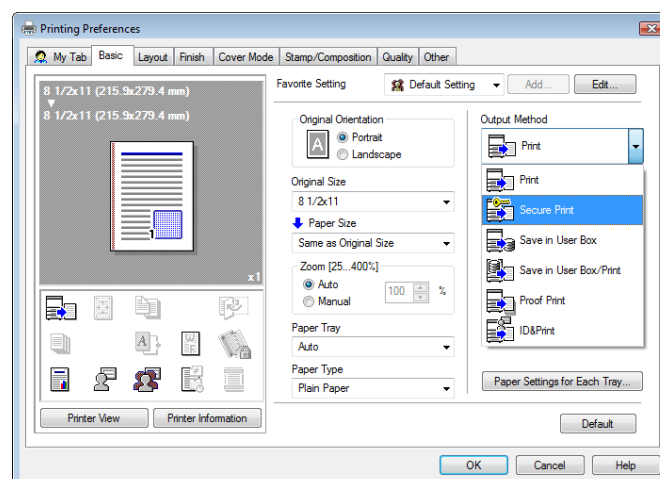 Printing Preferences
My Tab Basic Layout Finish Cover Mode Stamp/Composition Quality Other
8 1/2x11 (215.9x279.4 mm)
8 1/2x11 (215.9x279.4 mm)
1
x1
Printer View Printer Information
Favorite Setting Default Setting Add... Edit...
Original Orientation
A
Portrait
Landscape
Original Size
8 1/2x11
Paper Size
Same as Original Size
Zoom [25...400%]
Auto
Manual
100 %
Paper Tray
Auto
Paper Type
Plain Paper
Output Method
Print
Print
Secure Print
Save in User Box
Save in User Box/Print
Proof Print
ID&Print
Paper Settings for Each Tray...
Default
OK Cancel Help